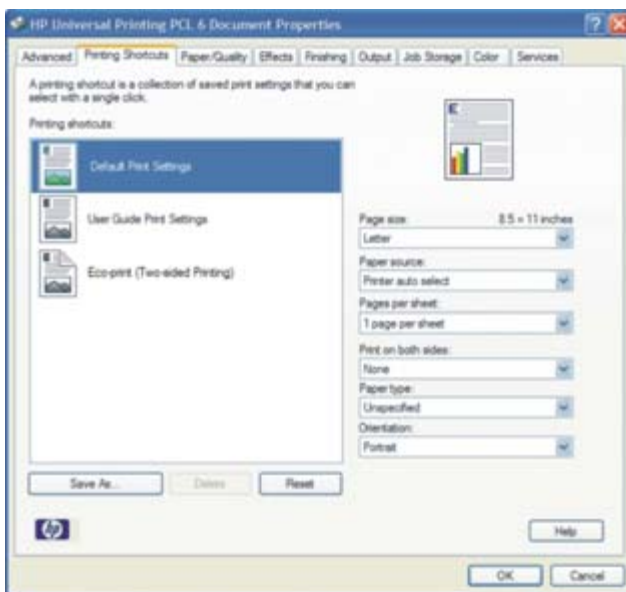 HP Universal Printing PCL 6 Document Properties
Advanced Printing Shortcuts Paper/Quality Effects Finishing Output Job Storage Color Services
A printing shortcut is a collection of saved print settings that you can
select with a single click.
Printing shortcuts:
Default Print Settings
User Guide Print Settings
Eco-print (Two-sided Printing)
Save As...
Delete
Reset
Page size: 8.5 × 11 inches
Letter
Paper source:
Printer auto select
Pages per sheet:
1 page per sheet
Print on both sides:
None
Paper type:
Unspecified
Orientation:
Portrait
hp
Help
OK Cancel